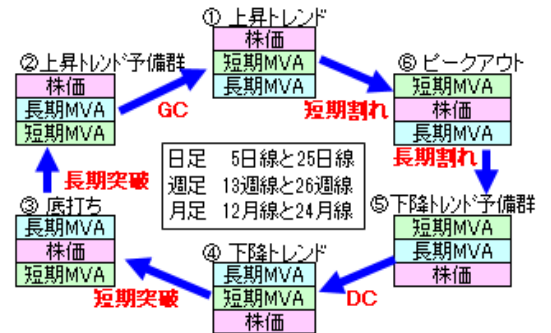 ① 上昇トレンド
株価
短期MVA
長期MVA
②上昇トレンド予備群
株価
長期MVA
短期MVA
GC
短期割れ
⑥ ピークアウト
短期MVA
株価
長期MVA
長期割れ
長期突破
日足 5日線と25日線
週足 13週線と26週線
月足 12月線と24月線
③ 底打ち
長期MVA
株価
短期MVA
短期突破
④ 下降トレンド
長期MVA
短期MVA
株価
DC
⑤下降トレンド予備群
短期MVA
長期MVA
株価